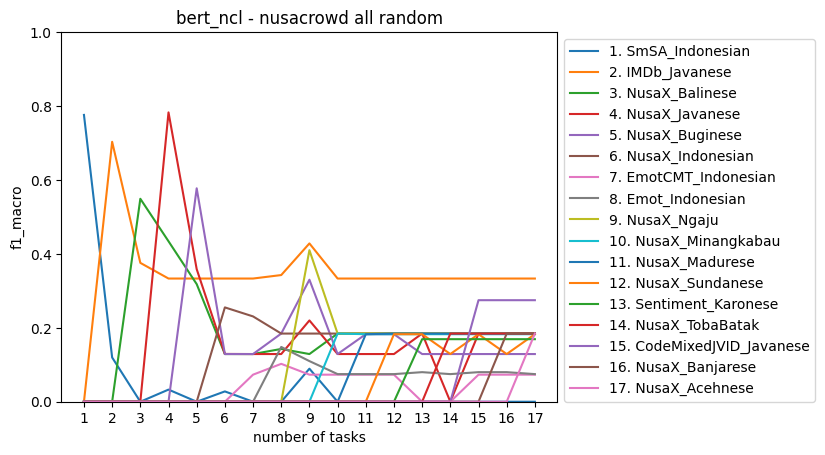 bert_ncl - nusacrowd all random
f1_macro
1.0
0.8
0.6
0.4
0.2
0.0
1 2 3 4 5 6 7 8 9 10 11 12 13 14 15 16 17
number of tasks
1. SmSA_Indonesian
2. IMDb_Javanese
3. NusaX_Balinese
4. NusaX_Javanese
5. NusaX_Buginese
6. NusaX_Indonesian
7. EmotCMT_Indonesian
8. Emot_Indonesian
9. NusaX_Ngaju
10. NusaX_Minangkabau
11. NusaX_Madurese
12. NusaX_Sundanese
13. Sentiment_Karonese
14. NusaX_TobaBatak
15. CodeMixedJVID_Javanese
16. NusaX_Banjarese
17. NusaX_Acehnese